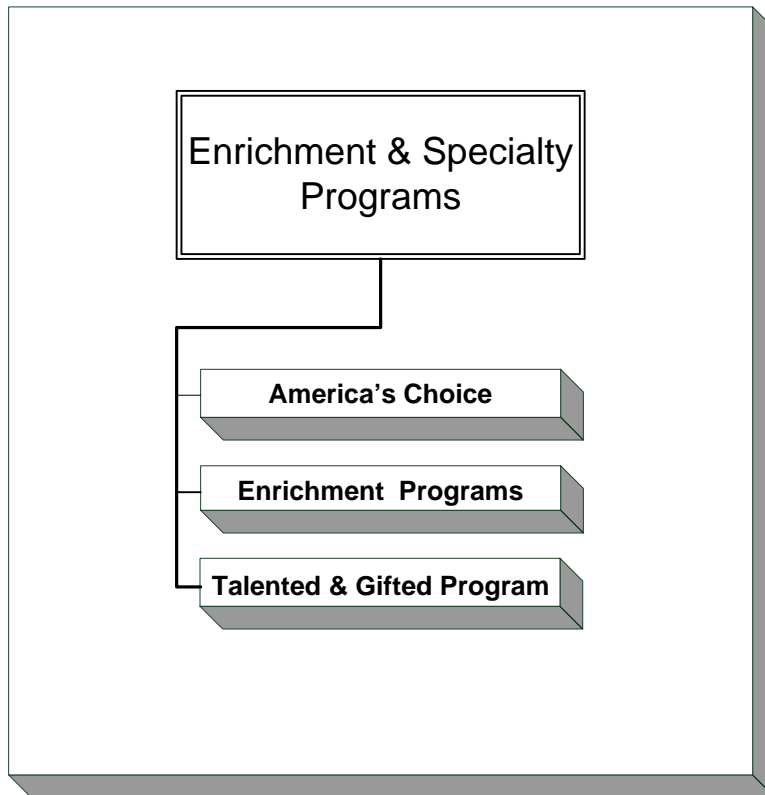 Enrichment & Specialty
Programs
America's Choice
Enrichment Programs
Talented & Gifted Program